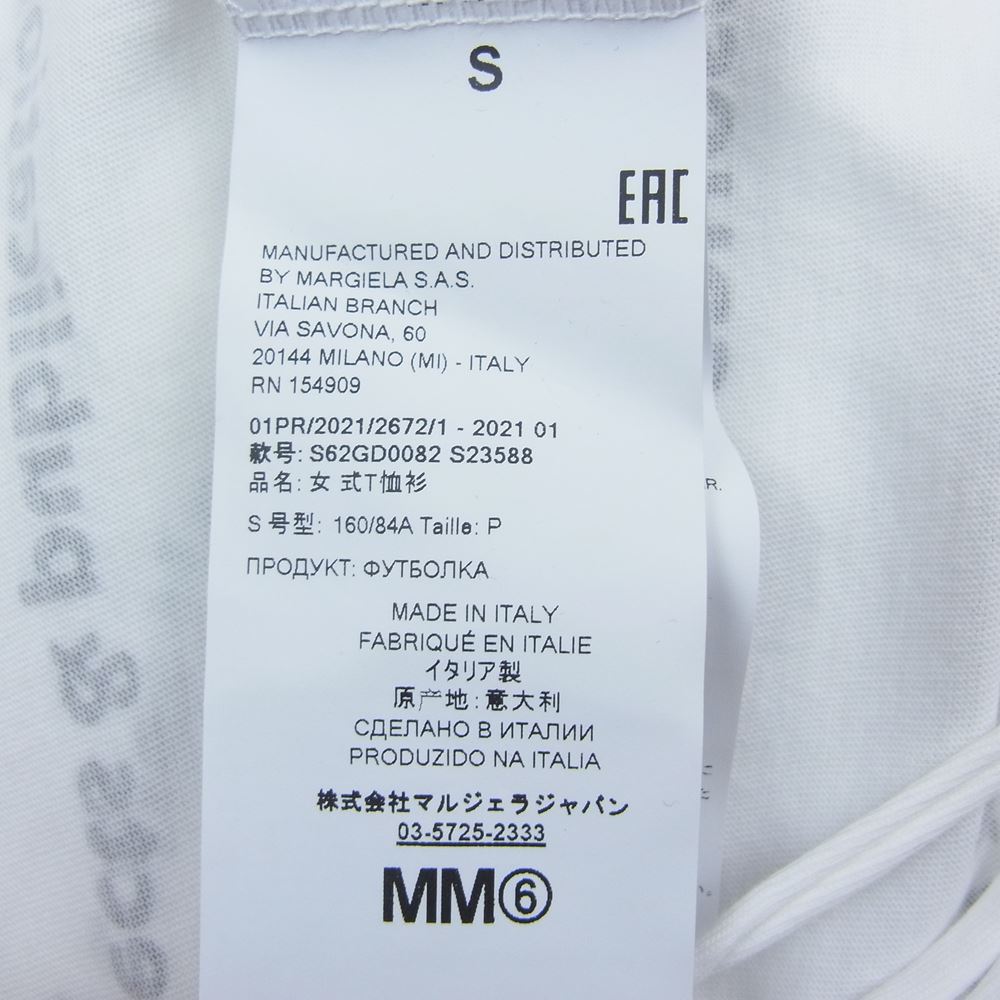 S
EAC
MANUFACTURED AND DISTRIBUTED
BY MARGIELA S.A.S.
ITALIAN BRANCH
VIA SAVONA, 60
20144 MILANO (MI) - ITALY
RN 154909
01PR/2021/2672/1 - 2021 01
款号: S62GD0082 S23588
品名: 女 式T恤衫
S 号型: 160/84A Taille: P
ПРОДУКТ: ФУТБОЛКА
MADE IN ITALY
FABRIQUÉ EN ITALIE
イタリア製
原产地: 意大利
СДЕЛАНО В ИТАЛИИ
PRODUZIDO NA ITALIA
株式会社マルジェラジャパン
03-5725-2333
MM⑥
R.